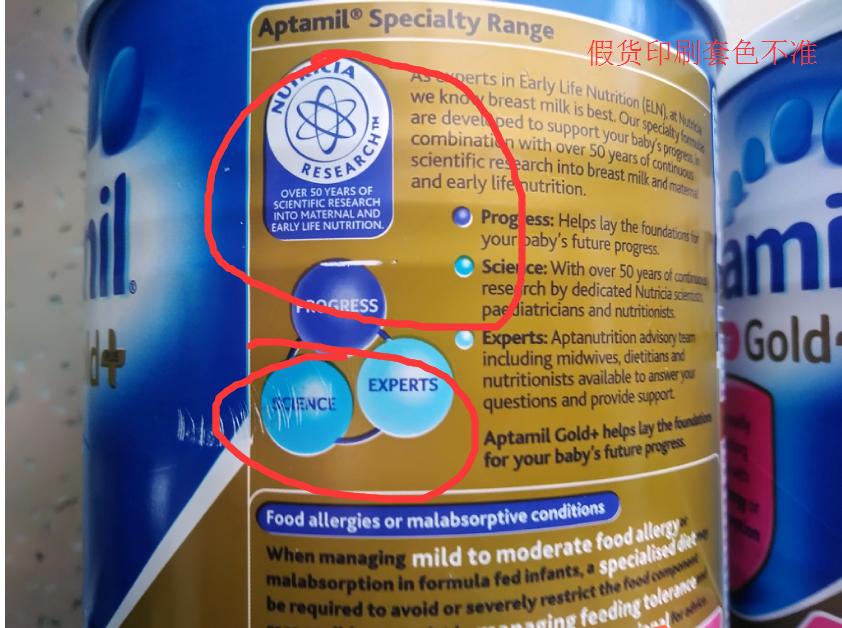 Aptamil® Specialty Range
假货印刷套色不准
NUTRICIA
RESEARCH™
OVER 50 YEARS OF
SCIENTIFIC RESEARCH
INTO MATERNAL AND
EARLY LIFE NUTRITION.
As experts in Early Life Nutrition (ELN), at Nutricia
we know breast milk is best. Our specialty formulas
are developed to support your baby's progress, in
combination with over 50 years of continuous
scientific research into breast milk and maternal
and early life nutrition.
Progress: Helps lay the foundations for
your baby's future progress.
Science: With over 50 years of continuous
research by dedicated Nutricia scientists,
paediatricians and nutritionists.
Experts: Aptanutrition advisory team
including midwives, dietitians and
nutritionists available to answer your
questions and provide support.
Aptamil Gold+ helps lay the foundations
for your baby's future progress.
PROGRESS
EXPERTS
SCIENCE
Food allergies or malabsorptive conditions
When managing mild to moderate food allergy or
malabsorption in formula fed infants, a specialised diet may
be required to avoid or severely restrict the food component
managing feeding tolerance
for advice.
mil®
ld+
ami
Gold+